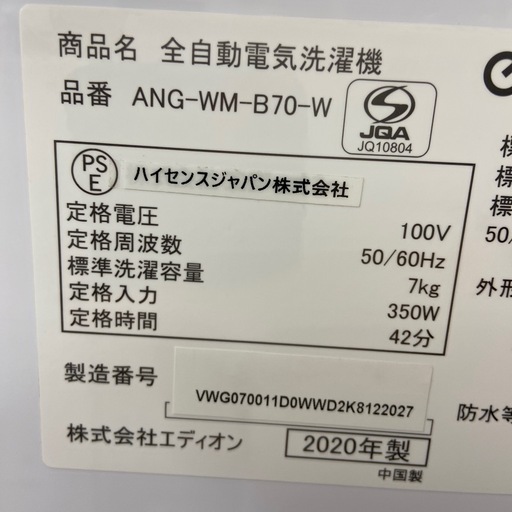 商品名 全自動電気洗濯機
品番 ANG-WM-B70-W
JQA
JQ10804
PS
E
ハイセンスジャパン株式会社
定格電圧 100V
定格周波数 50/60Hz
標準洗濯容量 7kg
定格入力 350W
定格時間 42分
製造番号 VWG070011D0WWD2K8122027
株式会社エディオン 2020年製
中国製
標
標
50/
外形
防水等